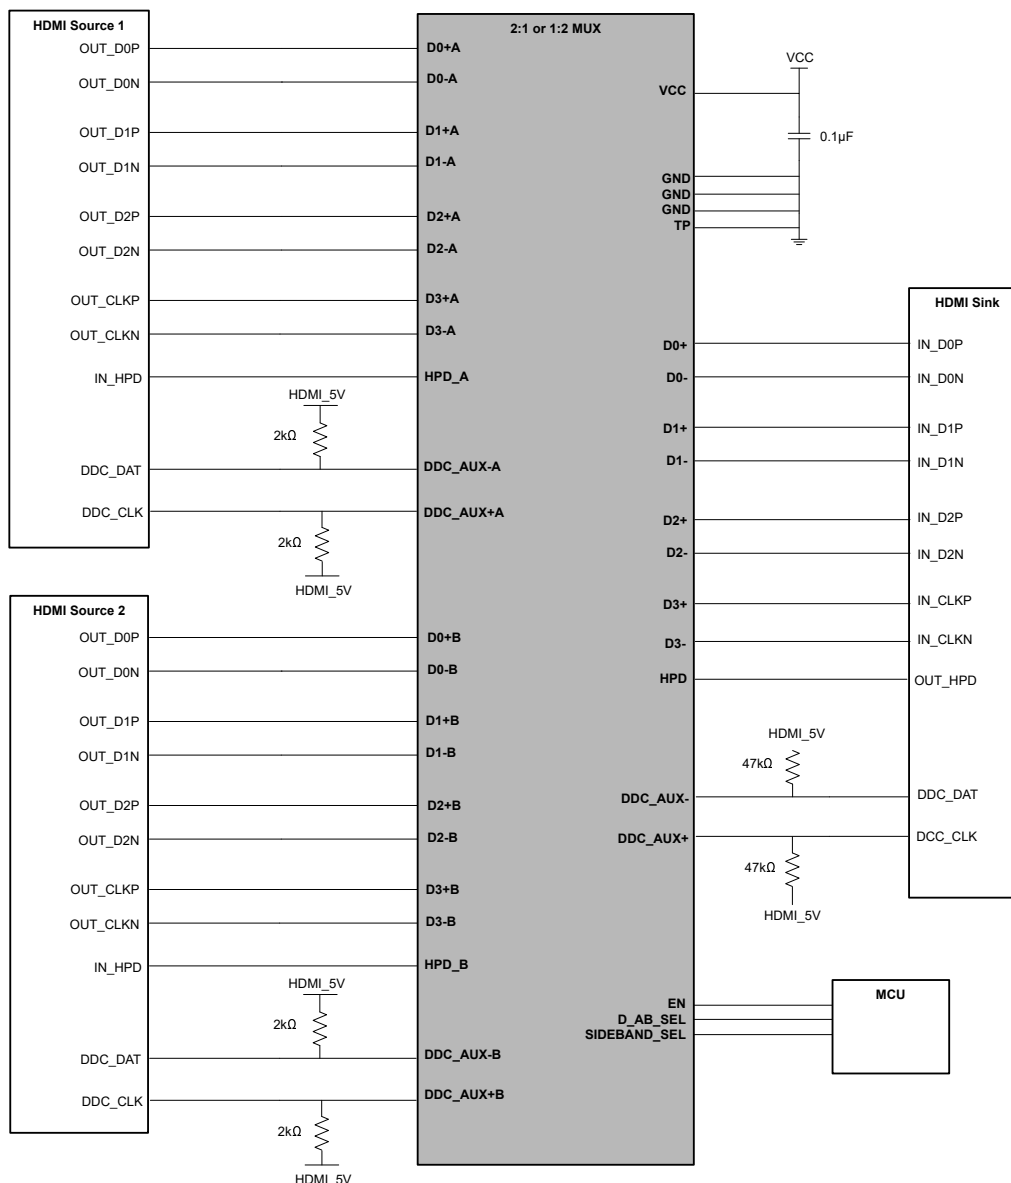 HDMI Source 1
OUT_D0P
OUT_D0N
OUT_D1P
OUT_D1N
OUT_D2P
OUT_D2N
OUT_CLKP
OUT_CLKN
IN_HPD
HDMI_5V
2kΩ
DDC_DAT
DDC_CLK
2kΩ
HDMI_5V
HDMI Source 2
OUT_D0P
OUT_D0N
OUT_D1P
OUT_D1N
OUT_D2P
OUT_D2N
OUT_CLKP
OUT_CLKN
IN_HPD
HDMI_5V
2kΩ
DDC_DAT
DDC_CLK
2kΩ
HDMI_5V
2:1 or 1:2 MUX
D0+A
D0-A
D1+A
D1-A
D2+A
D2-A
D3+A
D3-A
HPD_A
DDC_AUX-A
DDC_AUX+A
D0+B
D0-B
D1+B
D1-B
D2+B
D2-B
D3+B
D3-B
HPD_B
DDC_AUX-B
DDC_AUX+B
VCC
GND
GND
GND
TP
D0+
D0-
D1+
D1-
D2+
D2-
D3+
D3-
HPD
DDC_AUX-
DDC_AUX+
EN
D_AB_SEL
SIDEBAND_SEL
VCC
0.1µF
HDMI Sink
IN_D0P
IN_D0N
IN_D1P
IN_D1N
IN_D2P
IN_D2N
IN_CLKP
IN_CLKN
OUT_HPD
HDMI_5V
47kΩ
DDC_DAT
DCC_CLK
47kΩ
HDMI_5V
MCU